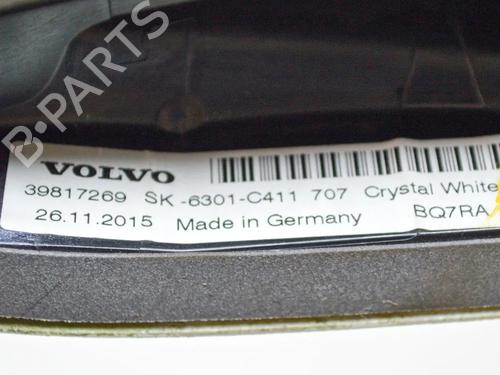 B-PARTS
VOLVO
39817269 SK-6301-C411 707 Crystal White
26.11.2015 Made in Germany BQ7RA